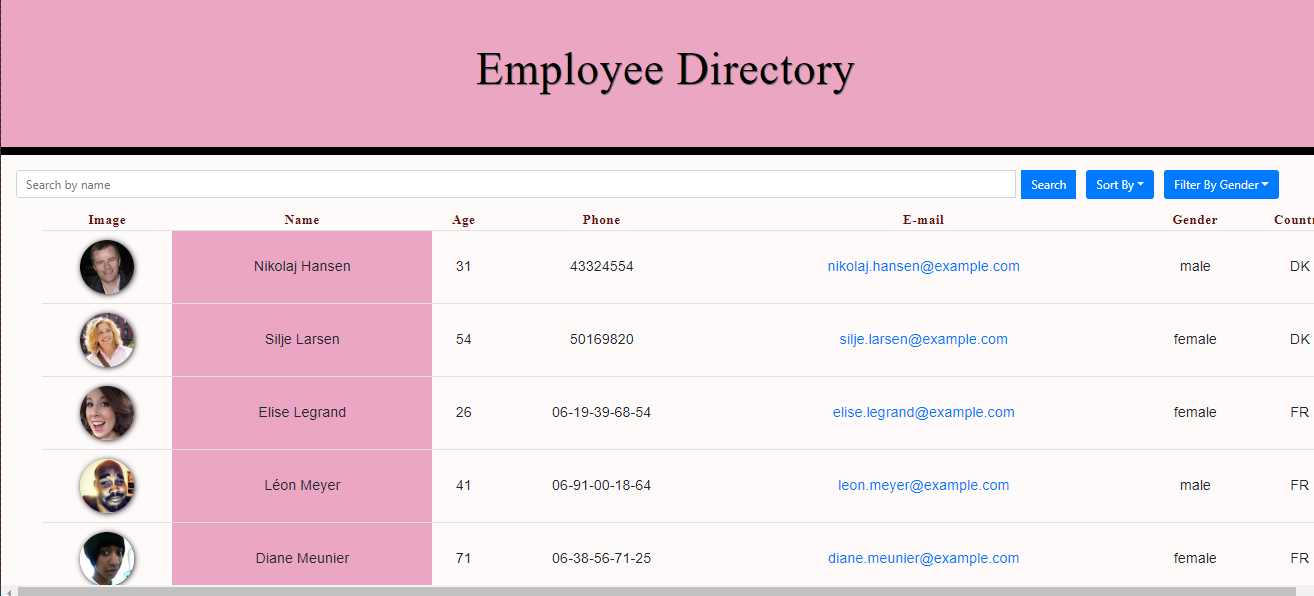 Employee Directory
Search by name Search Sort By Filter By Gender
Image Name Age Phone E-mail Gender Countr
Nikolaj Hansen 31 43324554 nikolaj.hansen@example.com male DK
Silje Larsen 54 50169820 silje.larsen@example.com female DK
Elise Legrand 26 06-19-39-68-54 elise.legrand@example.com female FR
Léon Meyer 41 06-91-00-18-64 leon.meyer@example.com male FR
Diane Meunier 71 06-38-56-71-25 diane.meunier@example.com female FR